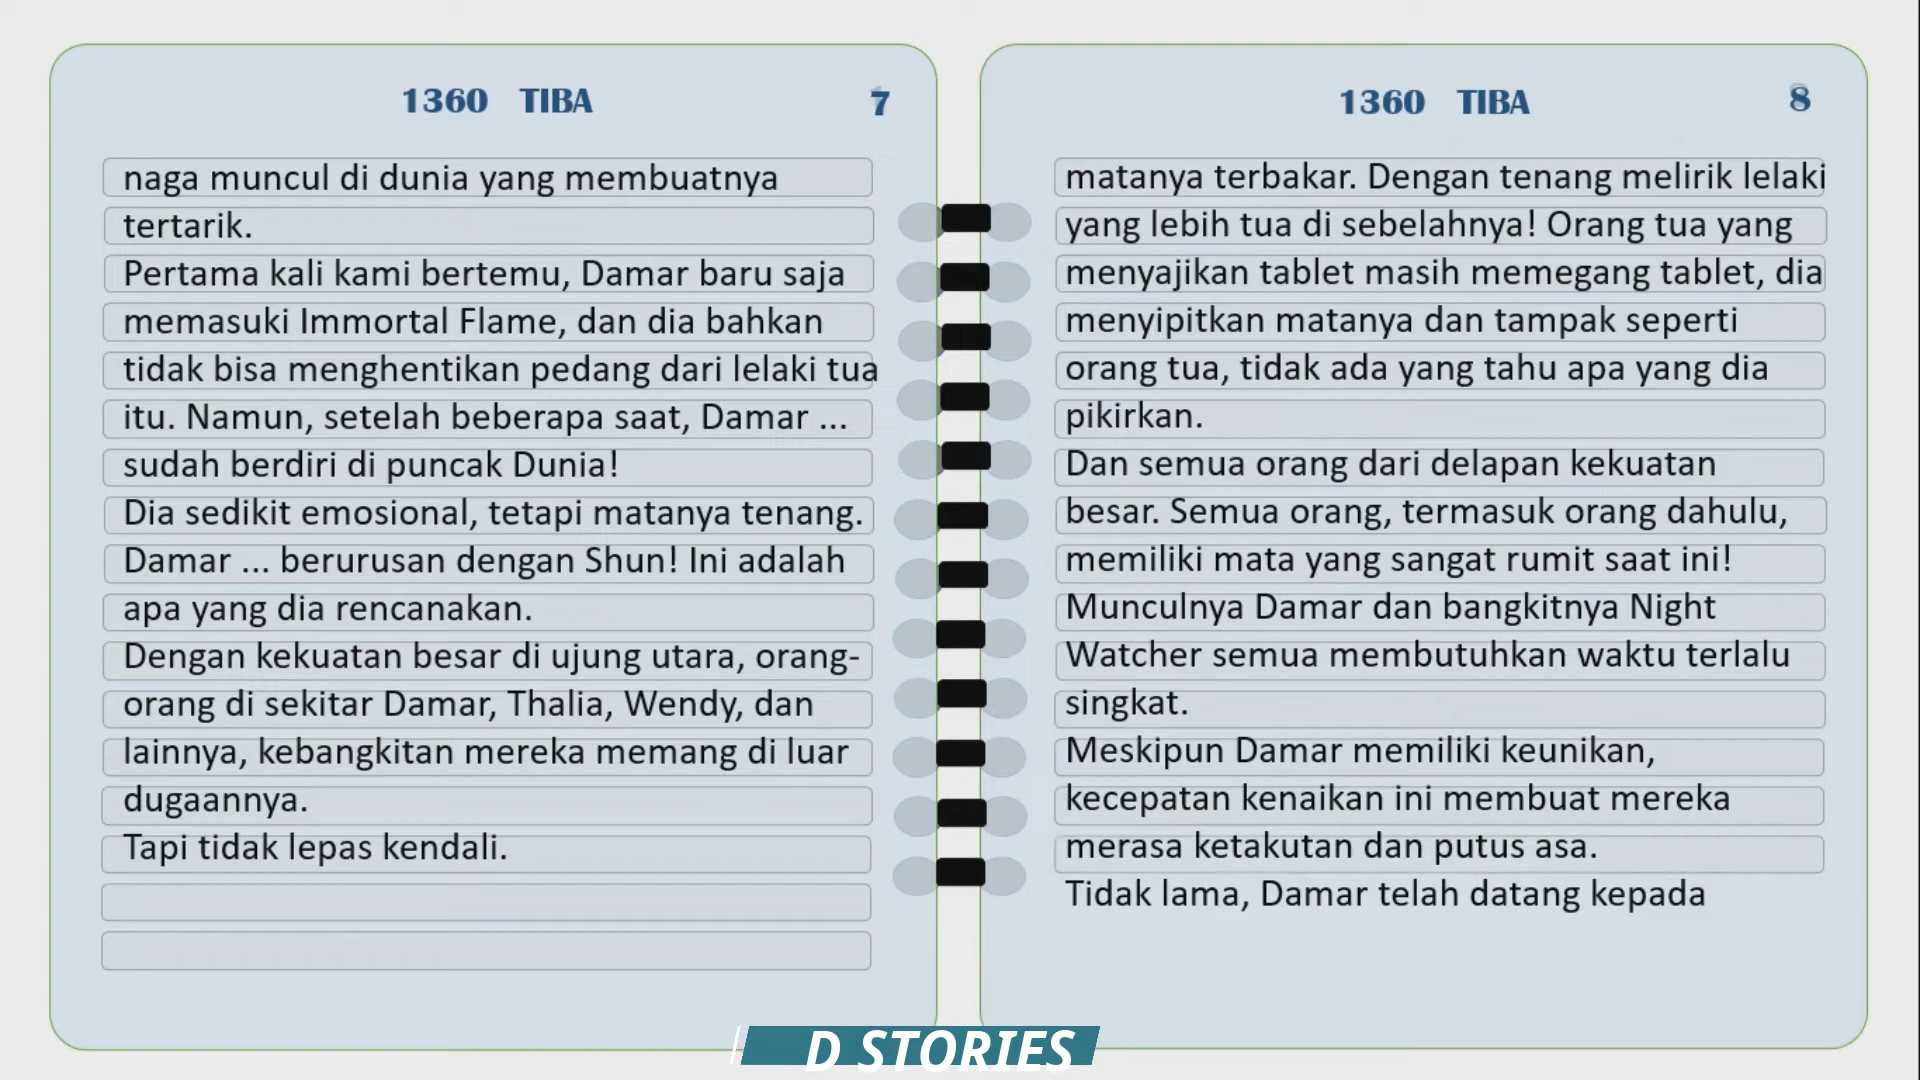 1360 TIBA 7
naga muncul di dunia yang membuatnya
tertarik.
Pertama kali kami bertemu, Damar baru saja
memasuki Immortal Flame, dan dia bahkan
tidak bisa menghentikan pedang dari lelaki tua
itu. Namun, setelah beberapa saat, Damar ...
sudah berdiri di puncak Dunia!
Dia sedikit emosional, tetapi matanya tenang.
Damar ... berurusan dengan Shun! Ini adalah
apa yang dia rencanakan.
Dengan kekuatan besar di ujung utara, orang-
orang di sekitar Damar, Thalia, Wendy, dan
lainnya, kebangkitan mereka memang di luar
dugaannya.
Tapi tidak lepas kendali.
1360 TIBA 8
matanya terbakar. Dengan tenang melirik lelaki
yang lebih tua di sebelahnya! Orang tua yang
menyajikan tablet masih memegang tablet, dia
menyipitkan matanya dan tampak seperti
orang tua, tidak ada yang tahu apa yang dia
pikirkan.
Dan semua orang dari delapan kekuatan
besar. Semua orang, termasuk orang dahulu,
memiliki mata yang sangat rumit saat ini!
Munculnya Damar dan bangkitnya Night
Watcher semua membutuhkan waktu terlalu
singkat.
Meskipun Damar memiliki keunikan,
kecepatan kenaikan ini membuat mereka
merasa ketakutan dan putus asa.
Tidak lama, Damar telah datang kepada
D STORIES